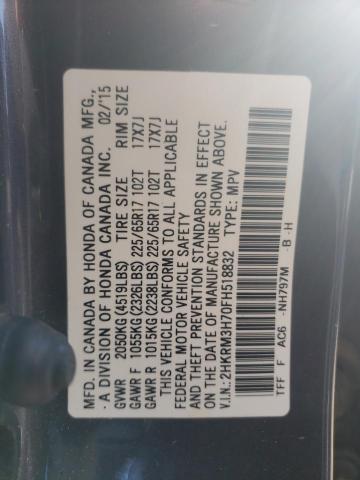 MFD. IN CANADA BY HONDA OF CANADA MFG.,
- A DIVISION OF HONDA CANADA INC. 02/'15
GVWR 2050KG(4519LBS) TIRE SIZE RIM SIZE
GAWR F 1055KG(2326LBS) 225/65R17 102T 17X7J
GAWR R 1015KG(2238LBS) 225/65R17 102T 17X7J
THIS VEHICLE CONFORMS TO ALL APPLICABLE
FEDERAL MOTOR VEHICLE SAFETY
AND THEFT PREVENTION STANDARDS IN EFFECT
ON THE DATE OF MANUFACTURE SHOWN ABOVE.
V.I.N.: 2HKRM3H70FH518832 TYPE: MPV
TFF F AC6 -NH797M -B -H